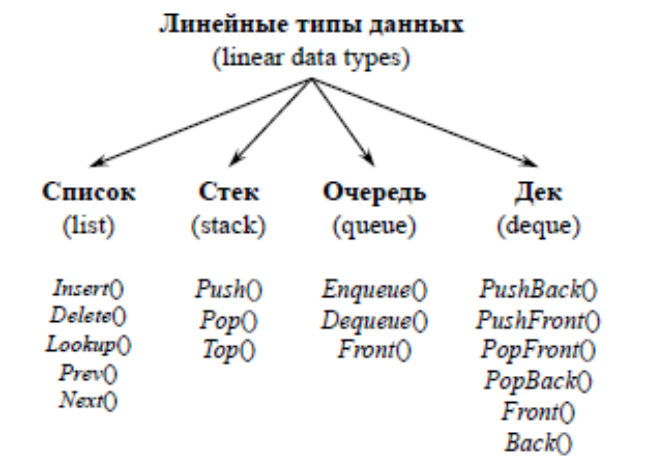 Линейные типы данных
(linear data types)
Список
(list)
Insert()
Delete()
Lookup()
Prev()
Next()
Стек
(stack)
Push()
Pop()
Top()
Очередь
(queue)
Enqueue()
Dequeue()
Front()
Дек
(deque)
PushBack()
PushFront()
PopFront()
PopBack()
Front()
Back()